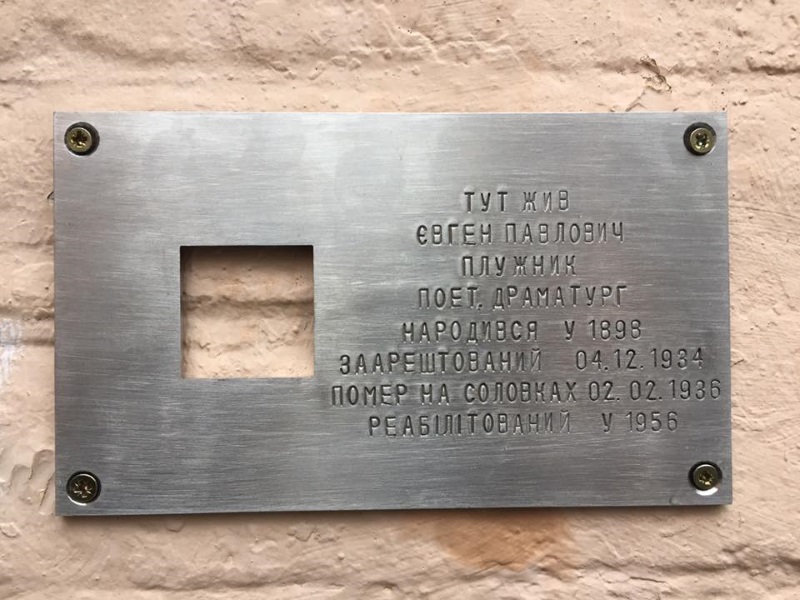 ТУТ ЖИВ
ЄВГЕН ПАВЛОВИЧ
ПЛУЖНИК
ПОЕТ, ДРАМАТУРГ
НАРОДИВСЯ У 1898
ЗААРЕШТОВАНИЙ 04.12.1934
ПОМЕР НА СОЛОВКАХ 02.02.1936
РЕАБІЛІТОВАНИЙ У 1956